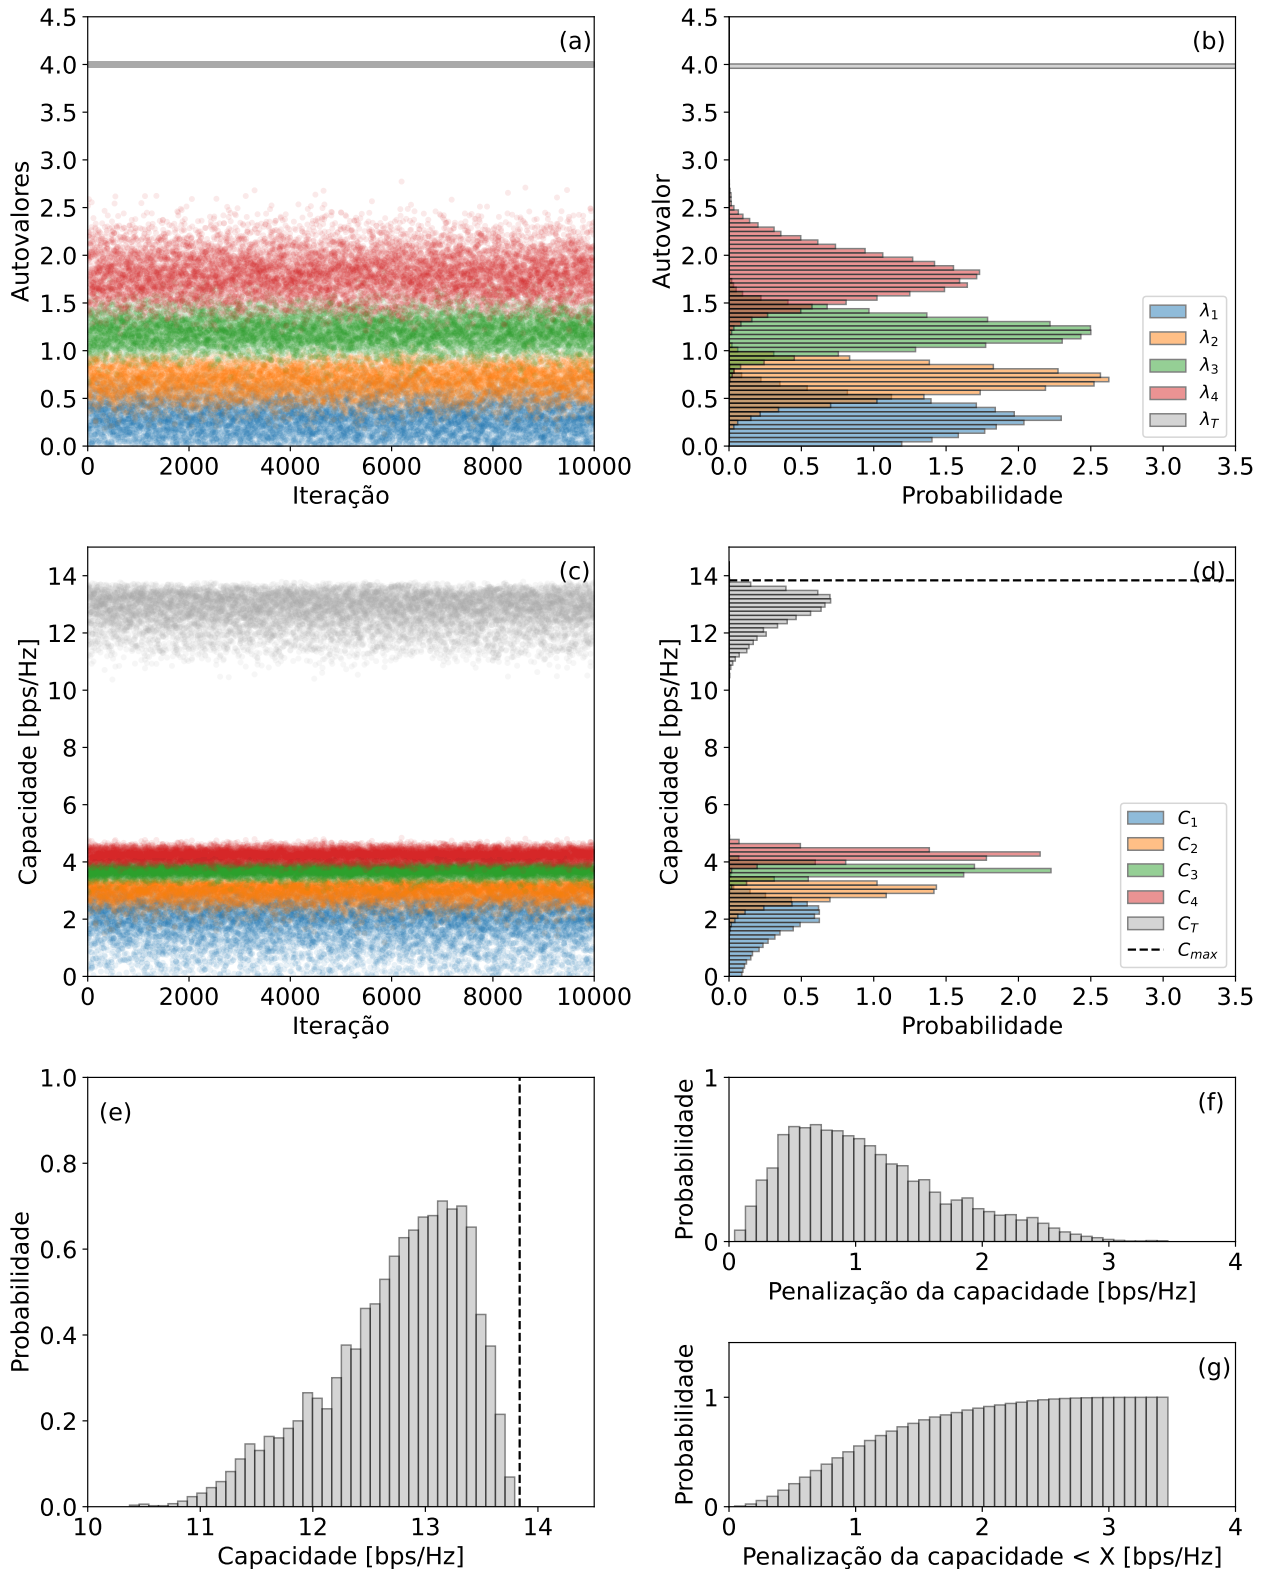 4.5
4.0
3.5
3.0
2.5
2.0
1.5
1.0
0.5
0.0
Autovalores
(a)
0 2000 4000 6000 8000 10000
Iteração
4.5
4.0
3.5
3.0
2.5
2.0
1.5
1.0
0.5
0.0
Autovalor
(b)
λ1
λ2
λ3
λ4
λT
0.0 0.5 1.0 1.5 2.0 2.5 3.0 3.5
Probabilidade
14
12
10
8
6
4
2
0
Capacidade [bps/Hz]
(c)
0 2000 4000 6000 8000 10000
Iteração
14
12
10
8
6
4
2
0
Capacidade [bps/Hz]
(d)
C1
C2
C3
C4
CT
Cmax
0.0 0.5 1.0 1.5 2.0 2.5 3.0 3.5
Probabilidade
1.0
0.8
0.6
0.4
0.2
0.0
Probabilidade
(e)
10 11 12 13 14
Capacidade [bps/Hz]
1
0
Probabilidade
(f)
0 1 2 3 4
Penalização da capacidade [bps/Hz]
1
0
Probabilidade
(g)
0 1 2 3 4
Penalização da capacidade < X [bps/Hz]